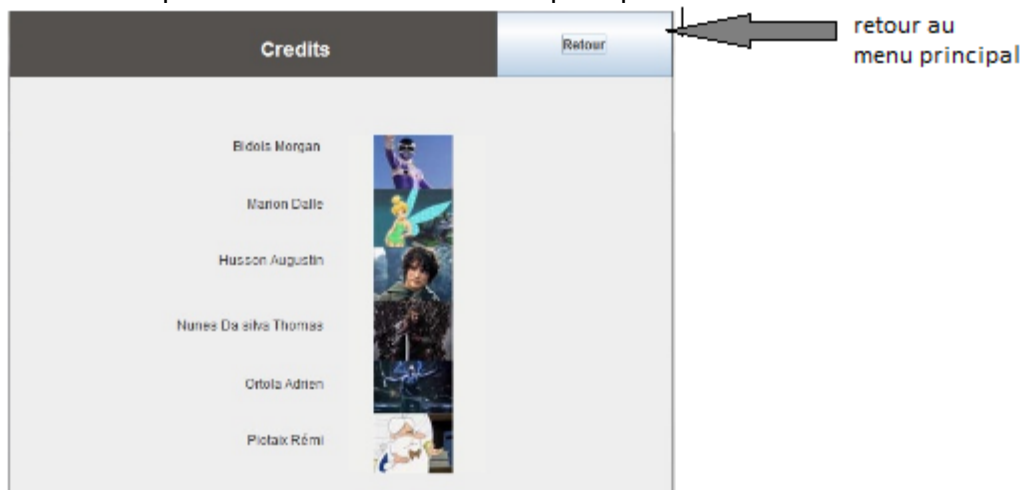 Credits
Retour
retour au
menu principal
Bidois Morgan
Marion Dalle
Husson Augustin
Nunes Da silva Thomas
Ortola Adrien
Piotaix Rémi